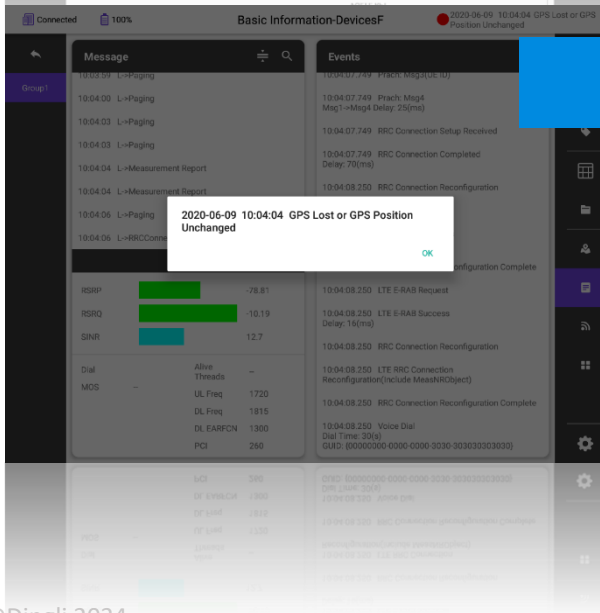 Connected 100% Basic Information-DevicesF 2020-06-09 10:04:04 GPS Lost or GPS
Position Unchanged
Message
Events
Group1
10:03:59 L->Paging
10:04:00 L->Paging
10:04:03 L->Paging
10:04:03 L->Paging
10:04:04 L->Measurement Report
10:04:04 L->Measurement Report
10:04:06 L->Paging
10:04:06 L->RRCConne
10:04:07.749 Prach: Msg3(UE ID)
10:04:07.749 Prach: Msg4
Msg1->Msg4 Delay: 25(ms)
10:04:07.749 RRC Connection Setup Received
10:04:07.749 RRC Connection Completed
Delay: 70(ms)
10:04:08.250 RRC Connection Reconfiguration
2020-06-09 10:04:04 GPS Lost or GPS Position
Unchanged
OK
onfiguration Complete
RSRP -78.81
RSRQ -10.19
SINR 12.7
Dial
MOS --
Alive
Threads --
UL Freq 1720
DL Freq 1815
DL EARFCN 1300
PCI 260
10:04:08.250 LTE E-RAB Request
10:04:08.250 LTE E-RAB Success
Delay: 16(ms)
10:04:08.250 RRC Connection Reconfiguration
10:04:08.250 LTE RRC Connection
Reconfiguration(Include MeasNRObject)
10:04:08.250 RRC Connection Reconfiguration Complete
10:04:08.250 Voice Dial
Dial Time: 30(s)
GUID: {00000000-0000-0000-3030-303030303030}